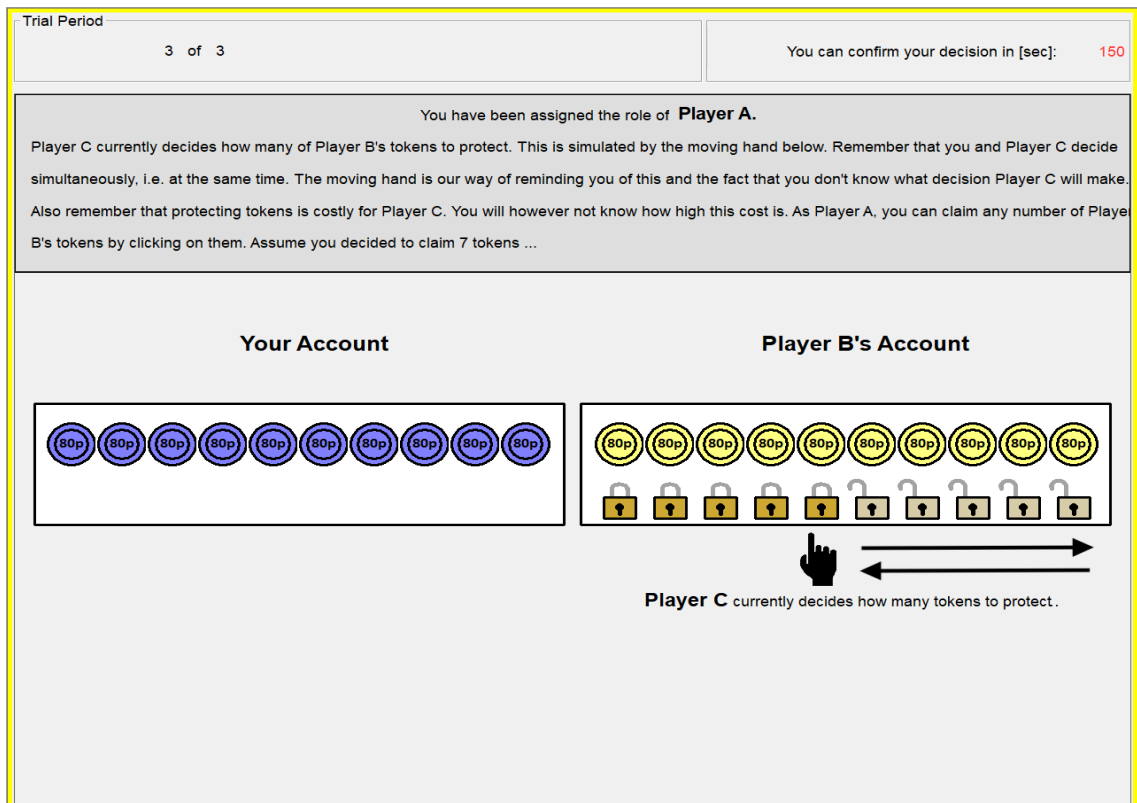 Trial Period
3 of 3
You can confirm your decision in [sec]: 150
You have been assigned the role of Player A.
Player C currently decides how many of Player B's tokens to protect. This is simulated by the moving hand below. Remember that you and Player C decide
simultaneously, i.e. at the same time. The moving hand is our way of reminding you of this and the fact that you don't know what decision Player C will make.
Also remember that protecting tokens is costly for Player C. You will however not know how high this cost is. As Player A, you can claim any number of Player
B's tokens by clicking on them. Assume you decided to claim 7 tokens ...
Your Account
Player B's Account
80p 80p 80p 80p 80p 80p 80p 80p 80p 80p
80p 80p 80p 80p 80p 80p 80p 80p 80p 80p
Player C currently decides how many tokens to protect.